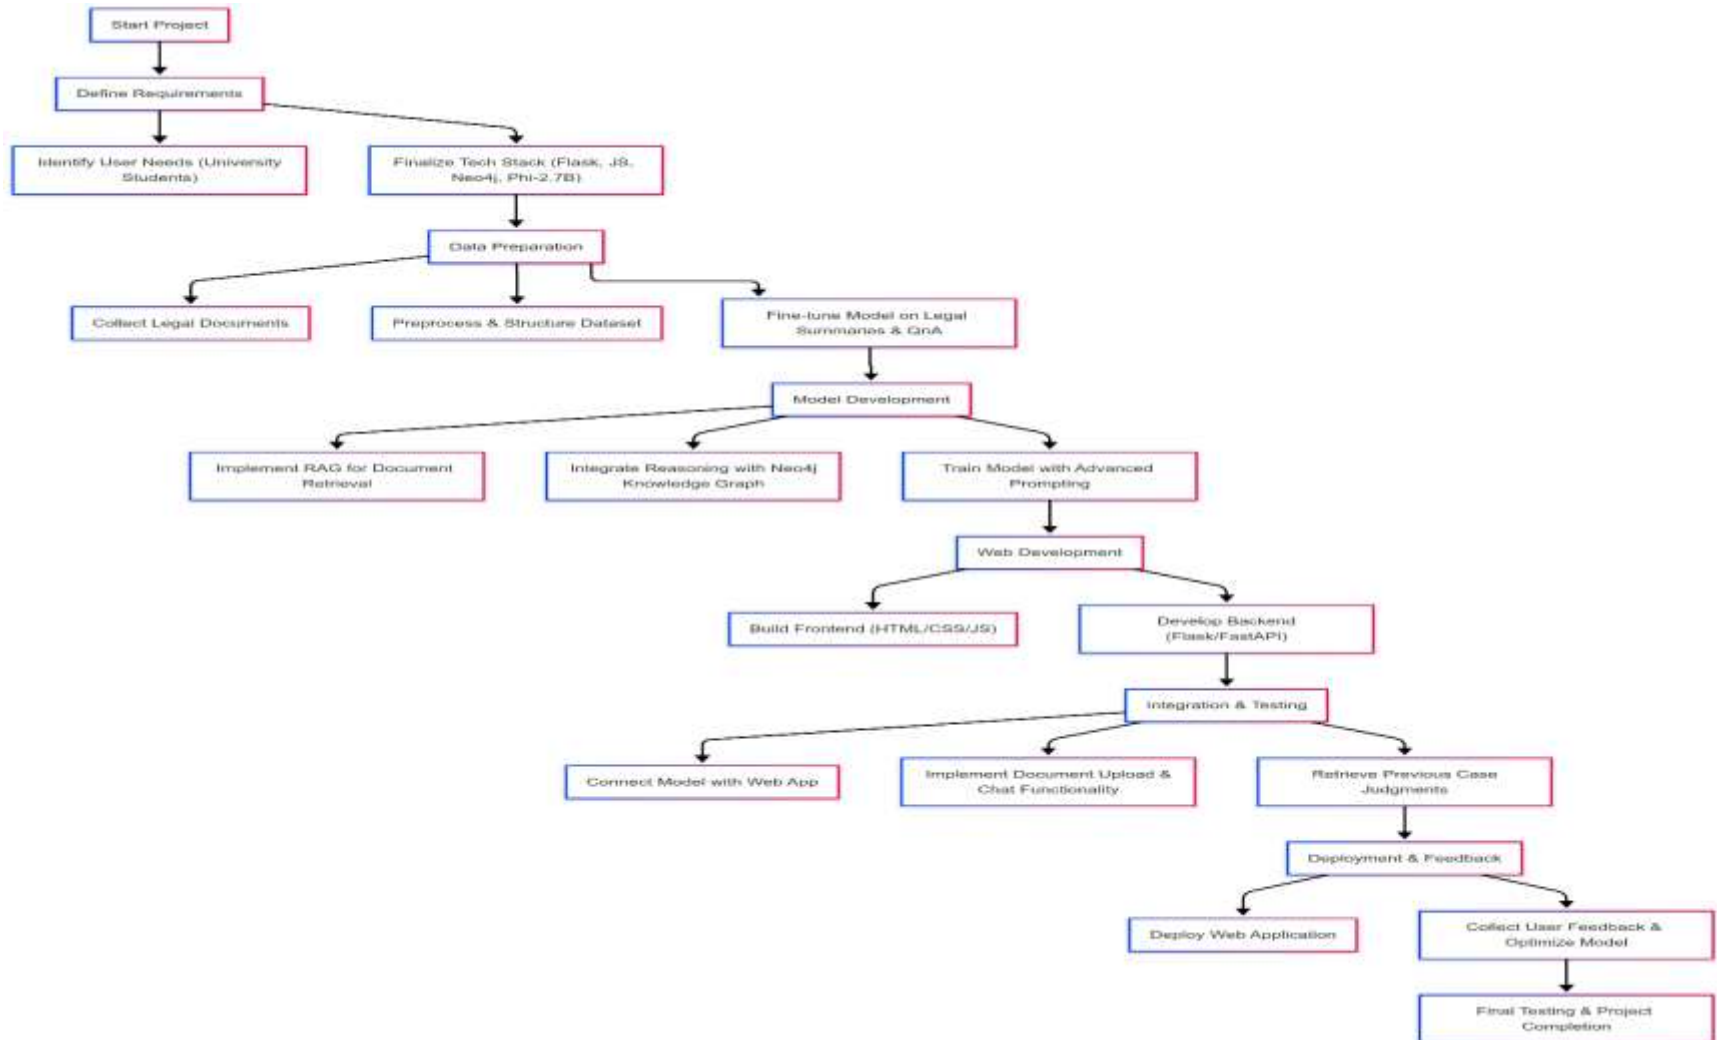 Start Project
Define Requirements
Identify User Needs (University
Students)
Finalize Tech Stack (Flask, JS,
Neo4j, Phi-2.7B)
Data Preparation
Collect Legal Documents
Preprocess & Structure Dataset
Fine-tune Model on Legal
Summaries & QnA
Model Development
Implement RAG for Document
Retrieval
Integrate Reasoning with Neo4j
Knowledge Graph
Train Model with Advanced
Prompting
Web Development
Build Frontend (HTML/CSS/JS)
Develop Backend
(Flask/FastAPI)
Integration & Testing
Connect Model with Web App
Implement Document Upload &
Chat Functionality
Retrieve Previous Case
Judgments
Deployment & Feedback
Deploy Web Application
Collect User Feedback &
Optimize Model
Final Testing & Project
Completion